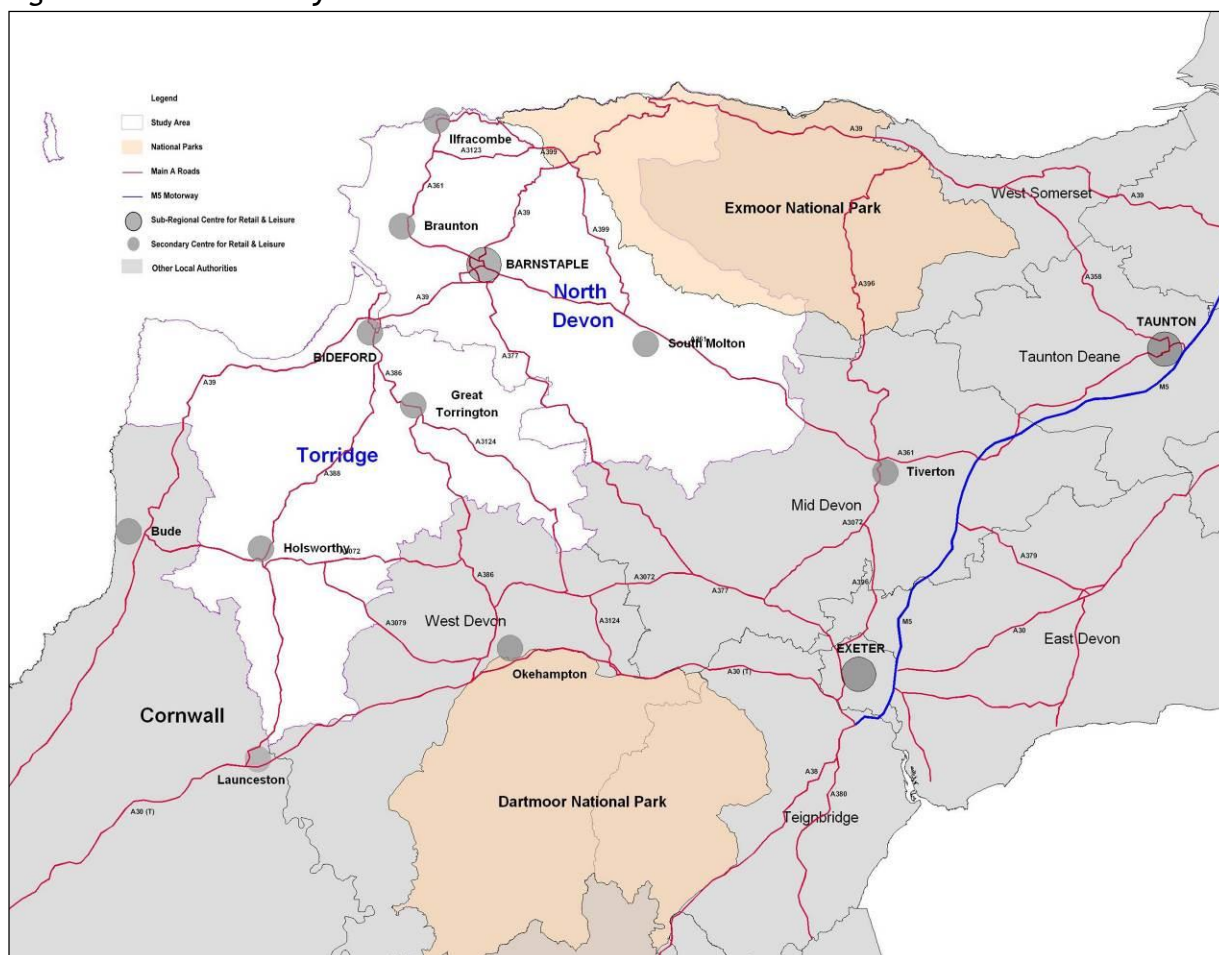 Legend
Study Area
National Parks
Main A Roads
M5 Motorway
Sub-Regional Centre for Retail & Leisure
Secondary Centre for Retail & Leisure
Other Local Authorities
Ilfracombe
A3123
A399
A39
A361
A39
Exmoor National Park
West Somerset
A39
Braunton
A399
BARNSTAPLE
North
Devon
A39
A396
A358
TAUNTON
BIDEFORD
South Molton
Taunton Deane
A377
A39
A386
M5
Great
Torrington
A3124
Torridge
A388
A361
Tiverton
Mid Devon
Bude
A3072
Holsworthy
A3072
A379
A386
A3072
A377
A396
A3079
West Devon
A3124
M5
A30
East Devon
EXETER
Okehampton
A30 (T)
Cornwall
Launceston
A38
A380
Dartmoor National Park
Teignbridge
A30 (T)